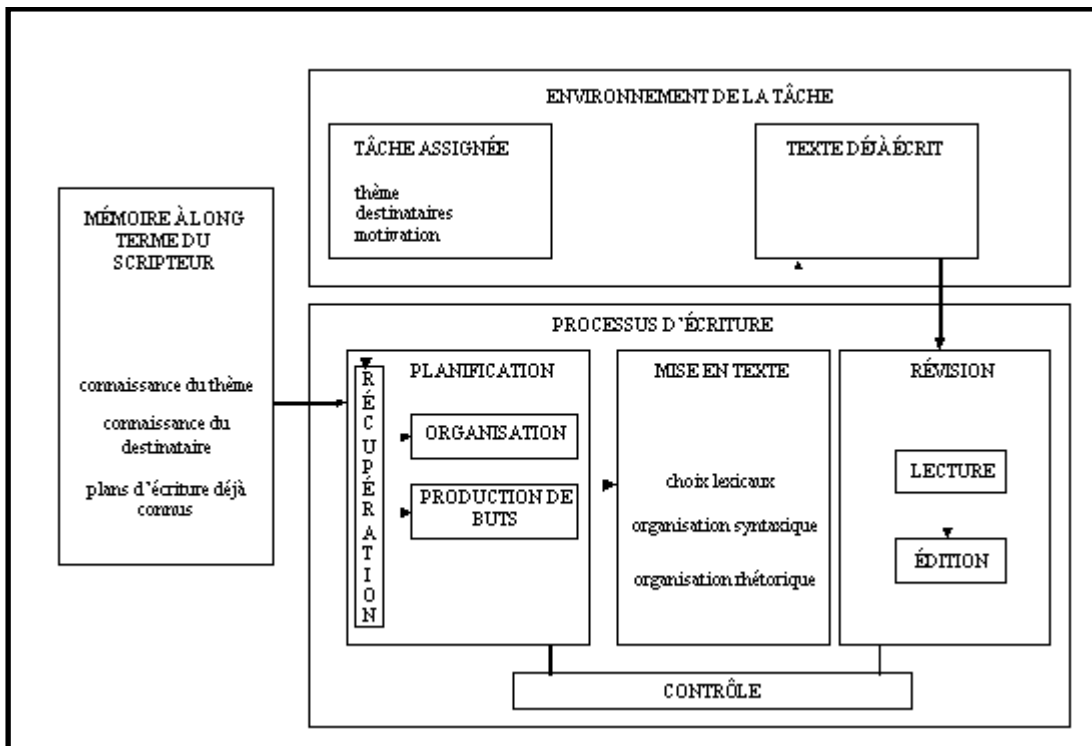 ENVIRONNEMENT DE LA TÂCHE
TÂCHE ASSIGNÉE
thème
destinataires
motivation
TEXTE DÉJÀ ÉCRIT
MÉMOIRE À LONG
TERME DU
SCRIPTEUR
connaissance du thème
connaissance du
destinataire
plans d'écriture déjà
connus
PROCESSUS D'ÉCRITURE
RÉCUPÉRATION
PLANIFICATION
ORGANISATION
PRODUCTION DE
BUTS
MISE EN TEXTE
choix lexicaux
organisation syntaxique
organisation rhétorique
RÉVISION
LECTURE
ÉDITION
CONTRÔLE